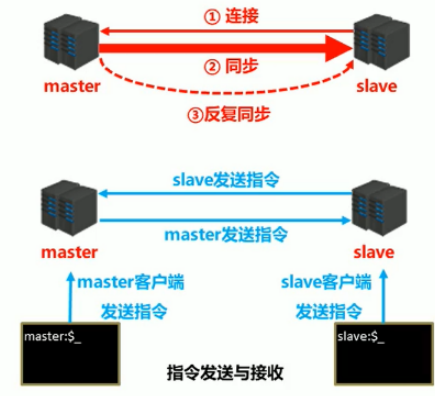 ① 连接
② 同步
master
slave
③反复同步
slave发送指令
master发送指令
master
slave
master客户端
发送指令
slave客户端
发送指令
master:$_
slave:$_
指令发送与接收